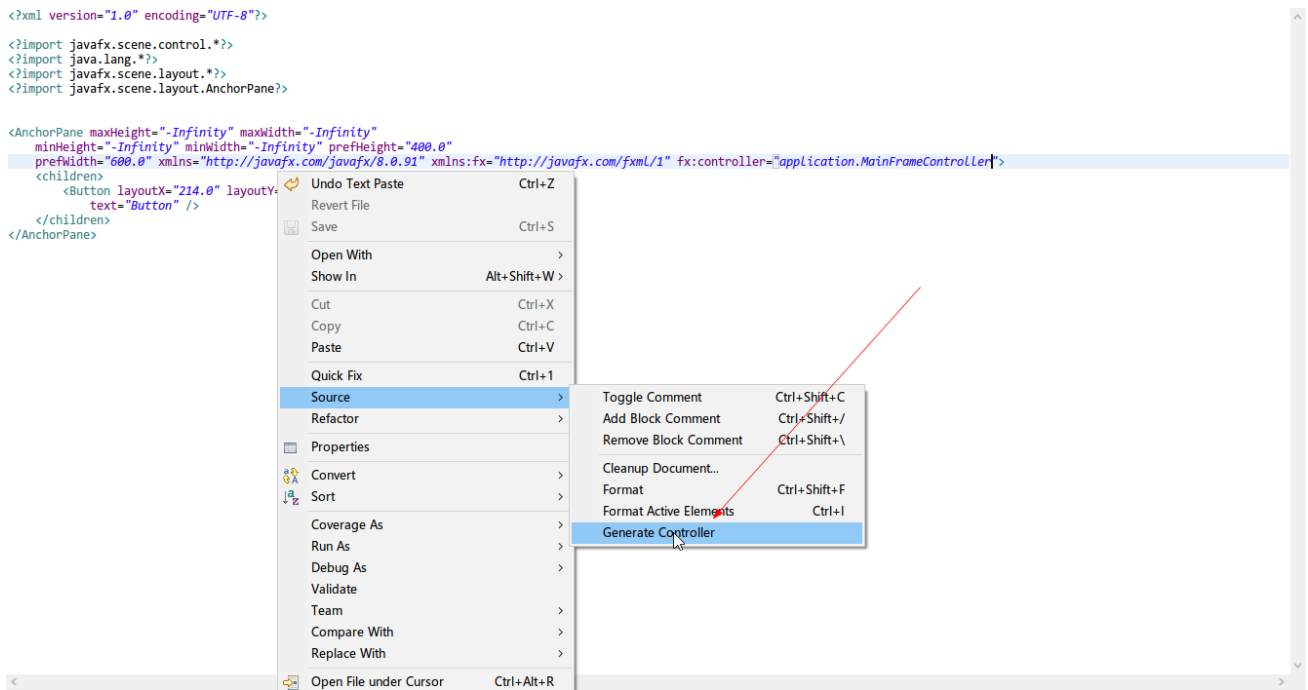 <?xml version="1.0" encoding="UTF-8"?>
<?import javafx.scene.control.*?>
<?import java.lang.*?>
<?import javafx.scene.layout.*?>
<?import javafx.scene.layout.AnchorPane?>
<AnchorPane maxHeight="-Infinity" maxWidth="-Infinity"
minHeight="-Infinity" minWidth="-Infinity" prefHeight="400.0"
prefWidth="600.0" xmlns="http://javafx.com/javafx/8.0.91" xmlns:fx="http://javafx.com/fxml/1" fx:controller="application.MainFrameController">
<children>
<Button layoutX="214.0" layoutY=
text="Button" />
</children>
</AnchorPane>
Undo Text Paste Ctrl+Z
Revert File
Save Ctrl+S
Open With >
Show In Alt+Shift+W >
Cut Ctrl+X
Copy Ctrl+C
Paste Ctrl+V
Quick Fix Ctrl+1
Source >
Refactor >
Properties
Convert >
Sort >
Coverage As >
Run As >
Debug As >
Validate
Team >
Compare With >
Replace With >
Open File under Cursor Ctrl+Alt+R
Toggle Comment Ctrl+Shift+C
Add Block Comment Ctrl+Shift+/
Remove Block Comment Ctrl+Shift+\
Cleanup Document...
Format Ctrl+Shift+F
Format Active Elements Ctrl+I
Generate Controller